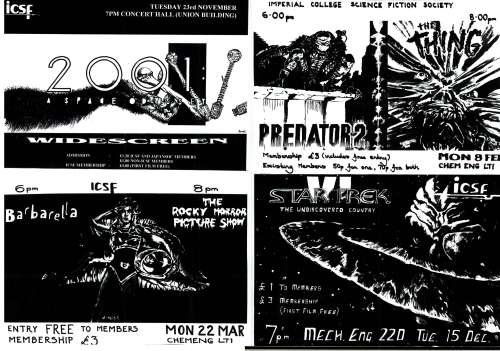 icsf
TUESDAY 23rd NOVEMBER
7PM CONCERT HALL (UNION BUILDING)
2001
A SPACE OD
WIDESCREEN
ADMISSION
ICSF MEMBERSHIP
IMPERIAL COLLEGE SCIENCE FICTION SOCIETY
6.00pm
8.00pm
THE THING
PREDATOR 2
Membership £3 (includes free entry)
Existing Members 50p for one, 70p for both
MON 8 FEB
CHEM ENG LT1
6pm
ICSF
8pm
Barbarella
THE
ROCKY HORROR
PICTURE SHOW
ENTRY FREE TO MEMBERS
MEMBERSHIP £3
MON 22 MAR
CHEMENG LT1
STAR TREK
THE UNDISCOVERED COUNTRY
icsf
£1 TO MEMBERS
£3 MEMBERSHIP
(FIRST FILM FREE)
7pm MECH. ENG 220 TUE. 15 DEC.